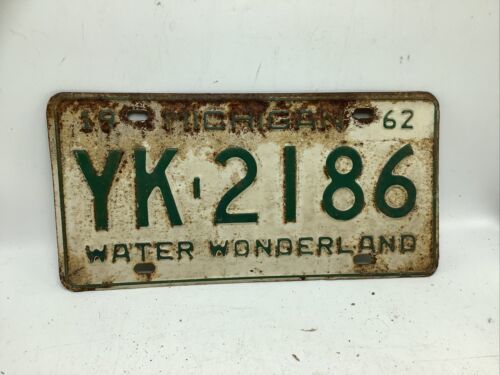 19 MICHIGAN 62
YK-2186
WATER WONDERLAND